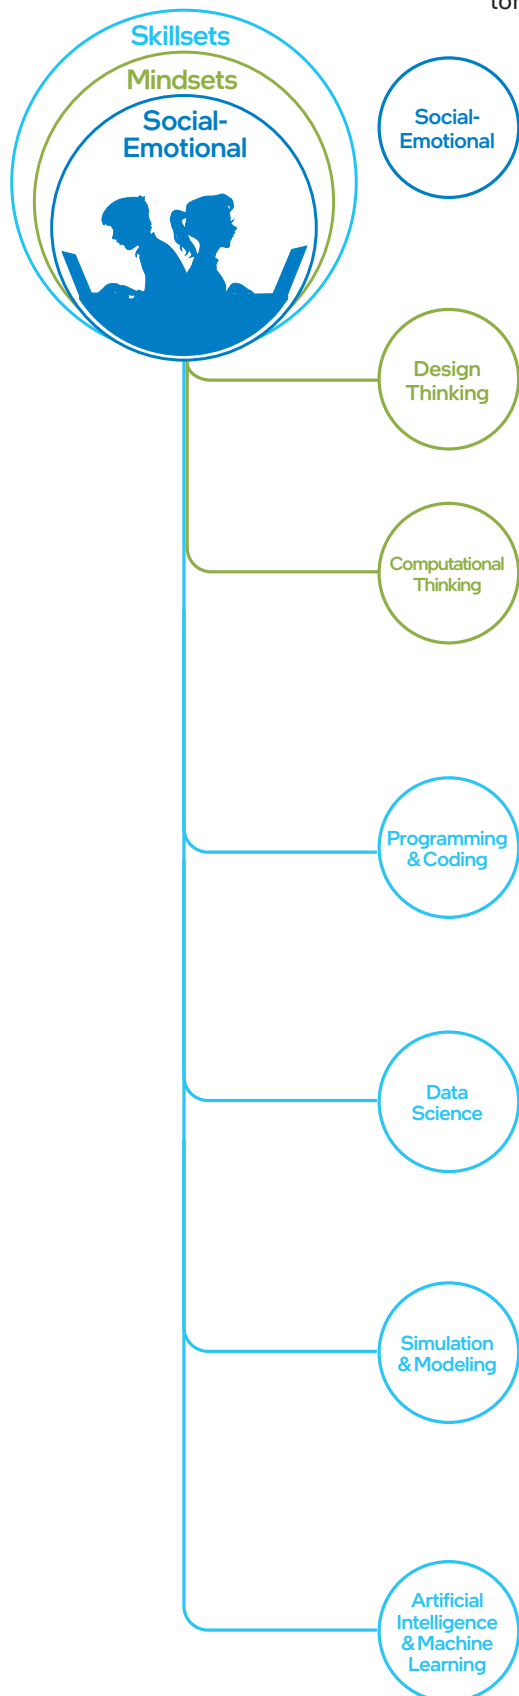 Skillsets
Mindsets
Social-
Emotional
Social-
Emotional
Design
Thinking
Computational
Thinking
Programming
& Coding
Data
Science
Simulation
& Modeling
Artificial
Intelligence
& Machine
Learning